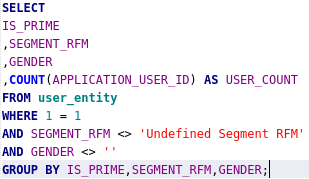 SELECT
IS_PRIME
,SEGMENT_RFM
,GENDER
,COUNT(APPLICATION_USER_ID) AS USER_COUNT
FROM user_entity
WHERE 1 = 1
AND SEGMENT_RFM <> 'Undefined Segment RFM'
AND GENDER <> ''
GROUP BY IS_PRIME,SEGMENT_RFM,GENDER;